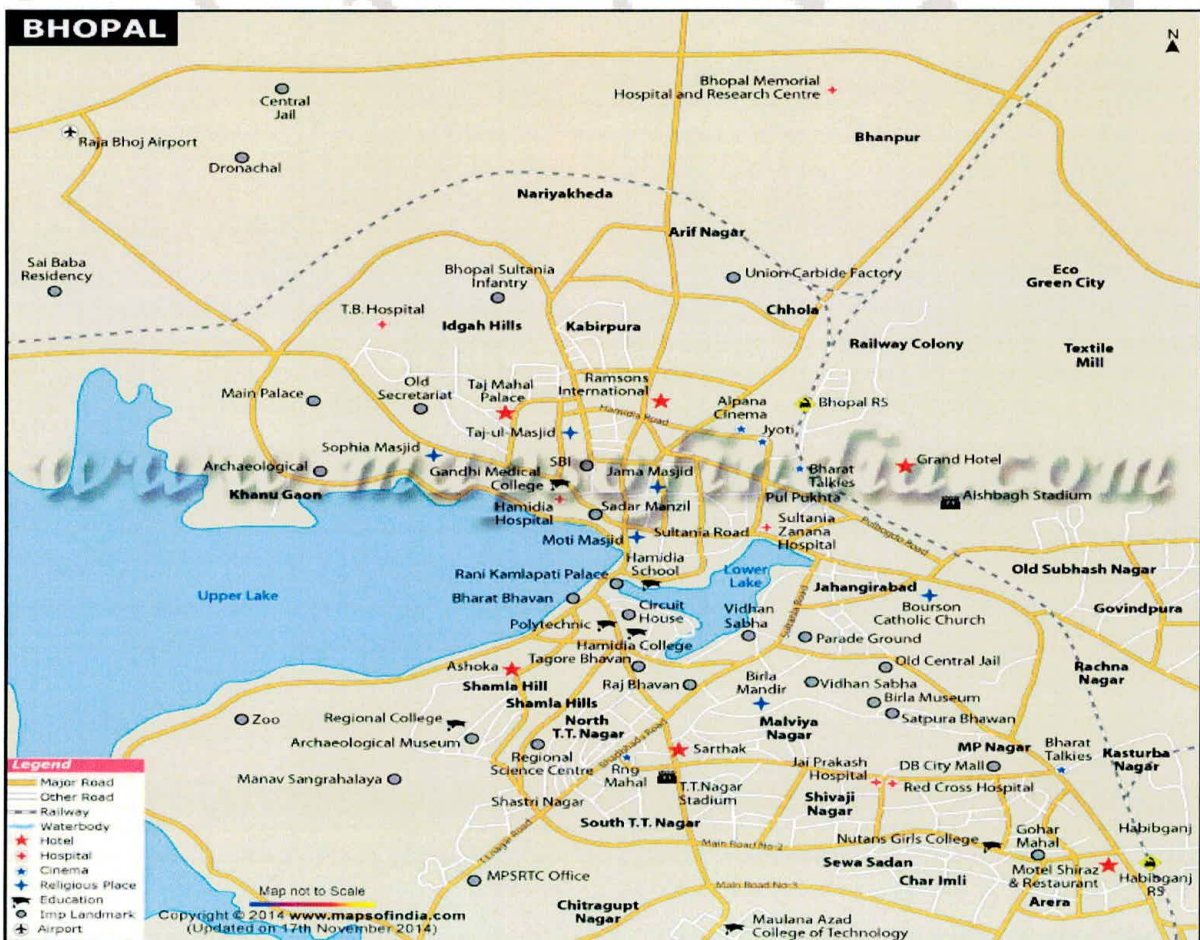 BHOPAL
N
Central
Jail
Bhopal Memorial
Hospital and Research Centre
Raja Bhoj Airport
Bhanpur
Dronachal
Nariyakheda
Arif Nagar
Sai Baba
Residency
Bhopal Sultania
Infantry
Union Carbide Factory
Eco
Green City
T.B. Hospital
Chhola
Idgah Hills
Kabirpura
Railway Colony
Textile
Mill
Main Palace
Old
Secretariat
Taj Mahal
Palace
Ramsons
International
Hamidia Road
Alpana
Cinema
Bhopal RS
Taj-ul-Masjid
Jyoti
Sophia Masjid
www.mapsofindia.com
Archaeological
Gandhi Medical
College
SBI
Jama Masjid
Bharat
Talkies
Grand Hotel
Khanu Gaon
Pul Pukhta
Aishbagh Stadium
Hamidia
Hospital
Sadar Manzil
Moti Masjid
Sultania Road
Sultania
Zanana
Hospital
Pulbogda Road
Hamidia
School
Lower
Lake
Old Subhash Nagar
Rani Kamlapati Palace
Jahangirabad
Upper Lake
Bharat Bhavan
Circuit
House
Vidhan
Sabha
Sultania Road
Bourson
Catholic Church
Govindpura
Polytechnic
Hamidia College
Parade Ground
Ashoka
Tagore Bhavan
Old Central Jail
Rachna
Nagar
Shamla Hill
Raj Bhavan
Birla
Mandir
Vidhan Sabha
Birla Museum
Shamla Hills
Satpura Bhawan
Zoo
Regional College
North
T.T. Nagar
Malviya
Nagar
Archaeological Museum
Regional
Science Centre
Bhadbhada Road
Sarthak
MP Nagar
Bharat
Talkies
Kasturba
Nagar
Manav Sangrahalaya
Rng
Mahal
T.T.Nagar
Stadium
Jai Prakash
Hospital
DB City Mall
Red Cross Hospital
Shastri Nagar
Shivaji
Nagar
South T.T. Nagar
T.T.Nagar Road
Main Road No-2
Nutans Girls College
Gohar
Mahal
Habibganj
Sewa Sadan
MPSRTC Office
Main Road No-3
Char Imli
Motel Shiraz
& Restaurant
Habibganj
RS
Arera
Chitragupt
Nagar
Maulana Azad
College of Technology
Legend
Major Road
Other Road
Railway
Waterbody
Hotel
Hospital
Cinema
Religious Place
Education
Imp Landmark
Airport
Map not to Scale
Copyright © 2014 www.mapsofindia.com
(Updated on 17th November 2014)